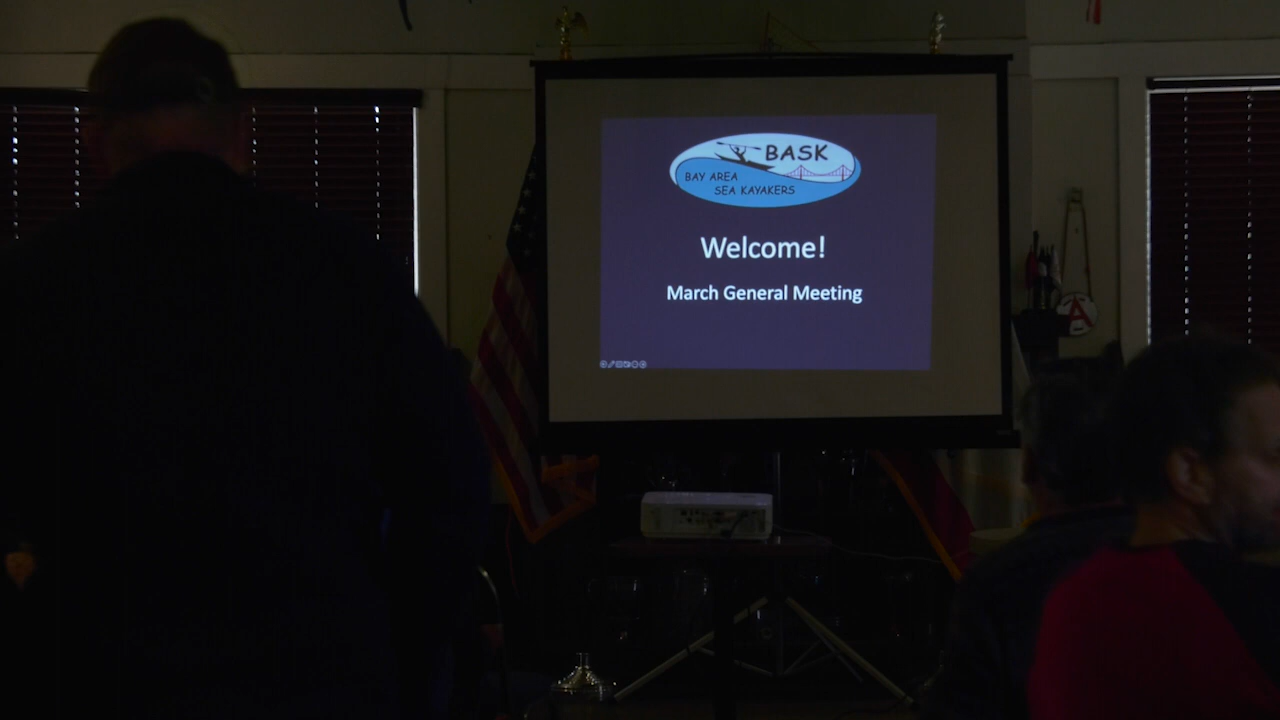 BASK
BAY AREA
SEA KAYAKERS
Welcome!
March General Meeting
A